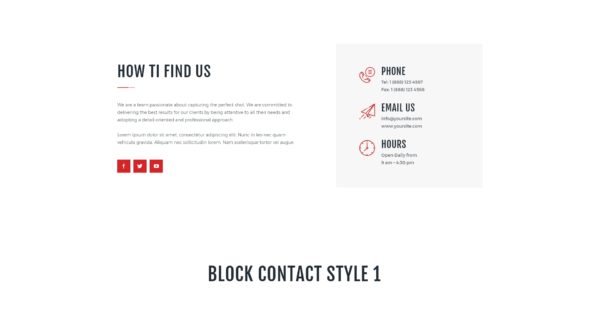 HOW TI FIND US
We are a team passionate about capturing the perfect shot. We are committed to
delivering the best results for our clients by being attentive to all their needs and
adopting a detail oriented and professional approach.
Lorem ipsum dolor sit amet, consectetur adipiscing elit. Nunc in leo nec quam
vehicula gravida. Aliquam nec sollicitudin lorem. Nam scelerisque tortor vel augue.
PHONE
Tel: 1 (888) 123 4567
Fax: 1 (888) 123 4568
EMAIL US
info@yoursite.com
www.yoursite.com
HOURS
Open Daily from
9 am – 4:30 pm
BLOCK CONTACT STYLE 1